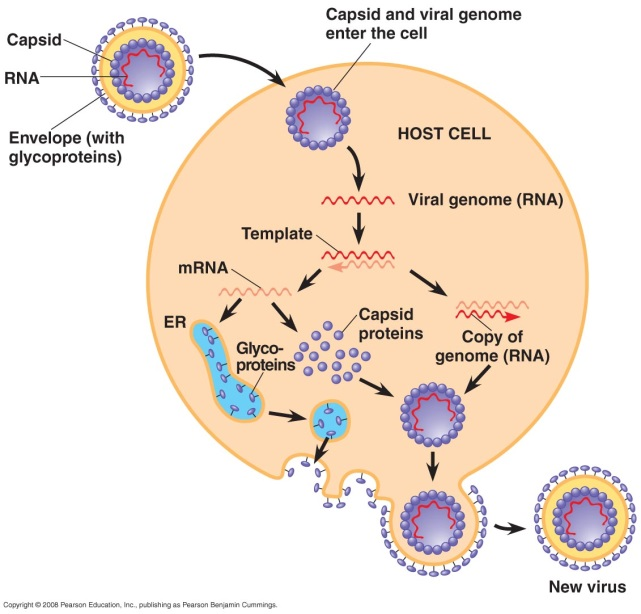 Capsid and viral genome
enter the cell
Capsid
RNA
Envelope (with
glycoproteins)
HOST CELL
Viral genome (RNA)
Template
mRNA
ER
Capsid
proteins
Glyco-
proteins
Copy of
genome (RNA)
New virus
Copyright © 2008 Pearson Education, Inc., publishing as Pearson Benjamin Cummings.